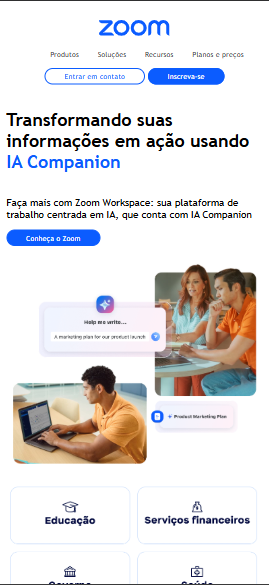 zoom
Produtos Soluções Recursos Planos e preços
Entrar em contato Inscreva-se
Transformando suas
informações em ação usando
IA Companion
Faça mais com Zoom Workspace: sua plataforma de
trabalho centrada em IA, que conta com IA Companion
Conheça o Zoom
Help me write...
A marketing plan for our product launch
Product Marketing Plan
Educação Serviços financeiros
Governo Saúde